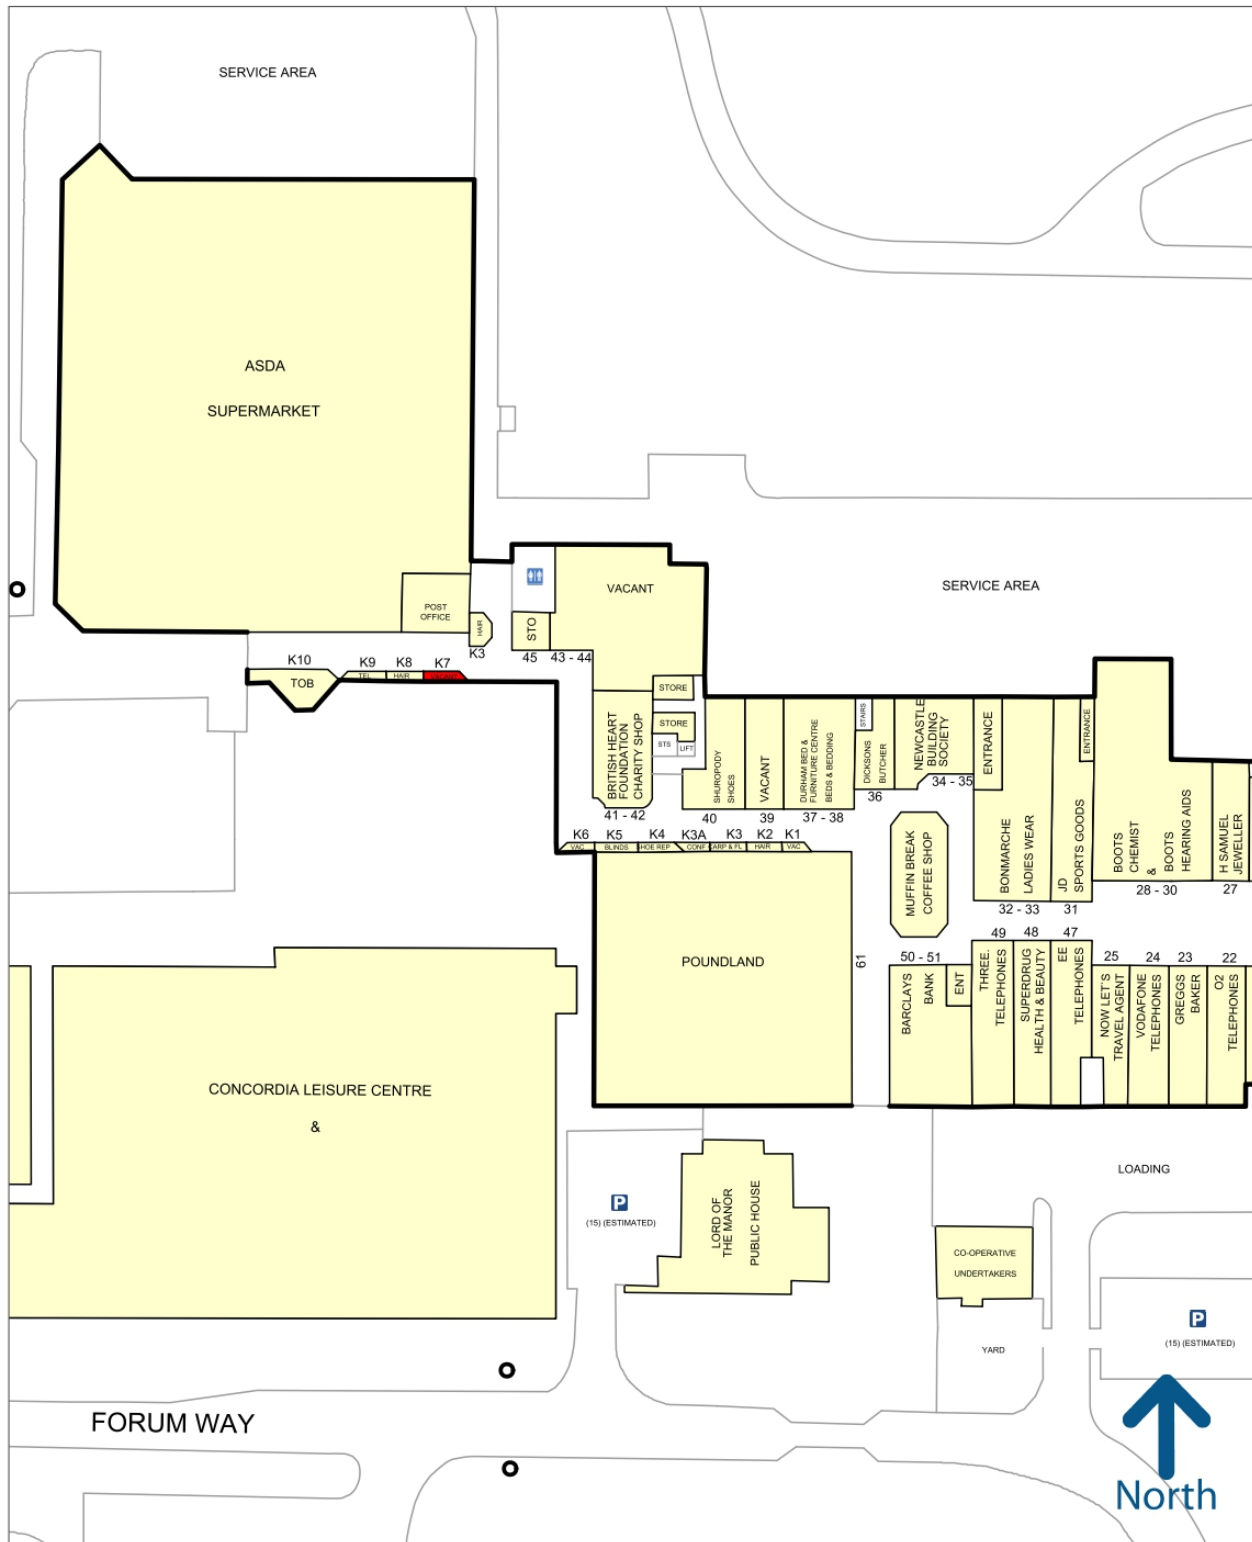 SERVICE AREA
ASDA
SUPERMARKET
POST
OFFICE
HAIR
K3
STO
45
43 - 44
VACANT
SERVICE AREA
K10
TOB
K9
TEL
K8
HAIR
K7
VACANT
STORE
STORE
STS
LIFT
BRITISH HEART
FOUNDATION
CHARITY SHOP
41 - 42
SHUROPODY
SHOES
40
VACANT
39
DURHAM BED &
FURNITURE CENTRE
BEDS & BEDDING
37 - 38
STAIRS
DICKSONS
BUTCHER
36
NEWCASTLE
BUILDING
SOCIETY
34 - 35
ENTRANCE
BONMARCHE
LADIES WEAR
32 - 33
ENTRANCE
JD
SPORTS GOODS
31
BOOTS
CHEMIST
&
BOOTS
HEARING AIDS
28 - 30
H SAMUEL
JEWELLER
27
K6
VAC
K5
BLINDS
K4
SHOE REP
K3A
CONF
K3
CARP & FL
K2
HAIR
K1
VAC
MUFFIN BREAK
COFFEE SHOP
POUNDLAND
61
50 - 51
BARCLAYS
BANK
ENT
49
THREE.
TELEPHONES
48
SUPERDRUG
HEALTH & BEAUTY
47
EE
TELEPHONES
25
NOW LET'S
TRAVEL AGENT
24
VODAFONE
TELEPHONES
23
GREGGS
BAKER
22
O2
TELEPHONES
CONCORDIA LEISURE CENTRE
&
P
(15) (ESTIMATED)
LORD OF
THE MANOR
PUBLIC HOUSE
LOADING
CO-OPERATIVE
UNDERTAKERS
YARD
P
(15) (ESTIMATED)
FORUM WAY
North